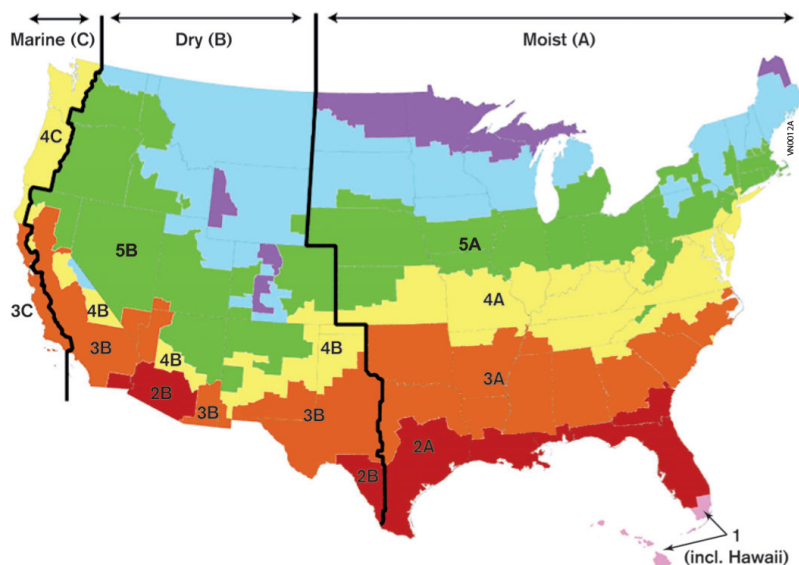 Marine (C)
Dry (B)
Moist (A)
VN0012A
4C
5B
5A
4A
3C
4B
3B
4B
4B
3A
2B
3B
3B
2A
2B
1
(incl. Hawaii)